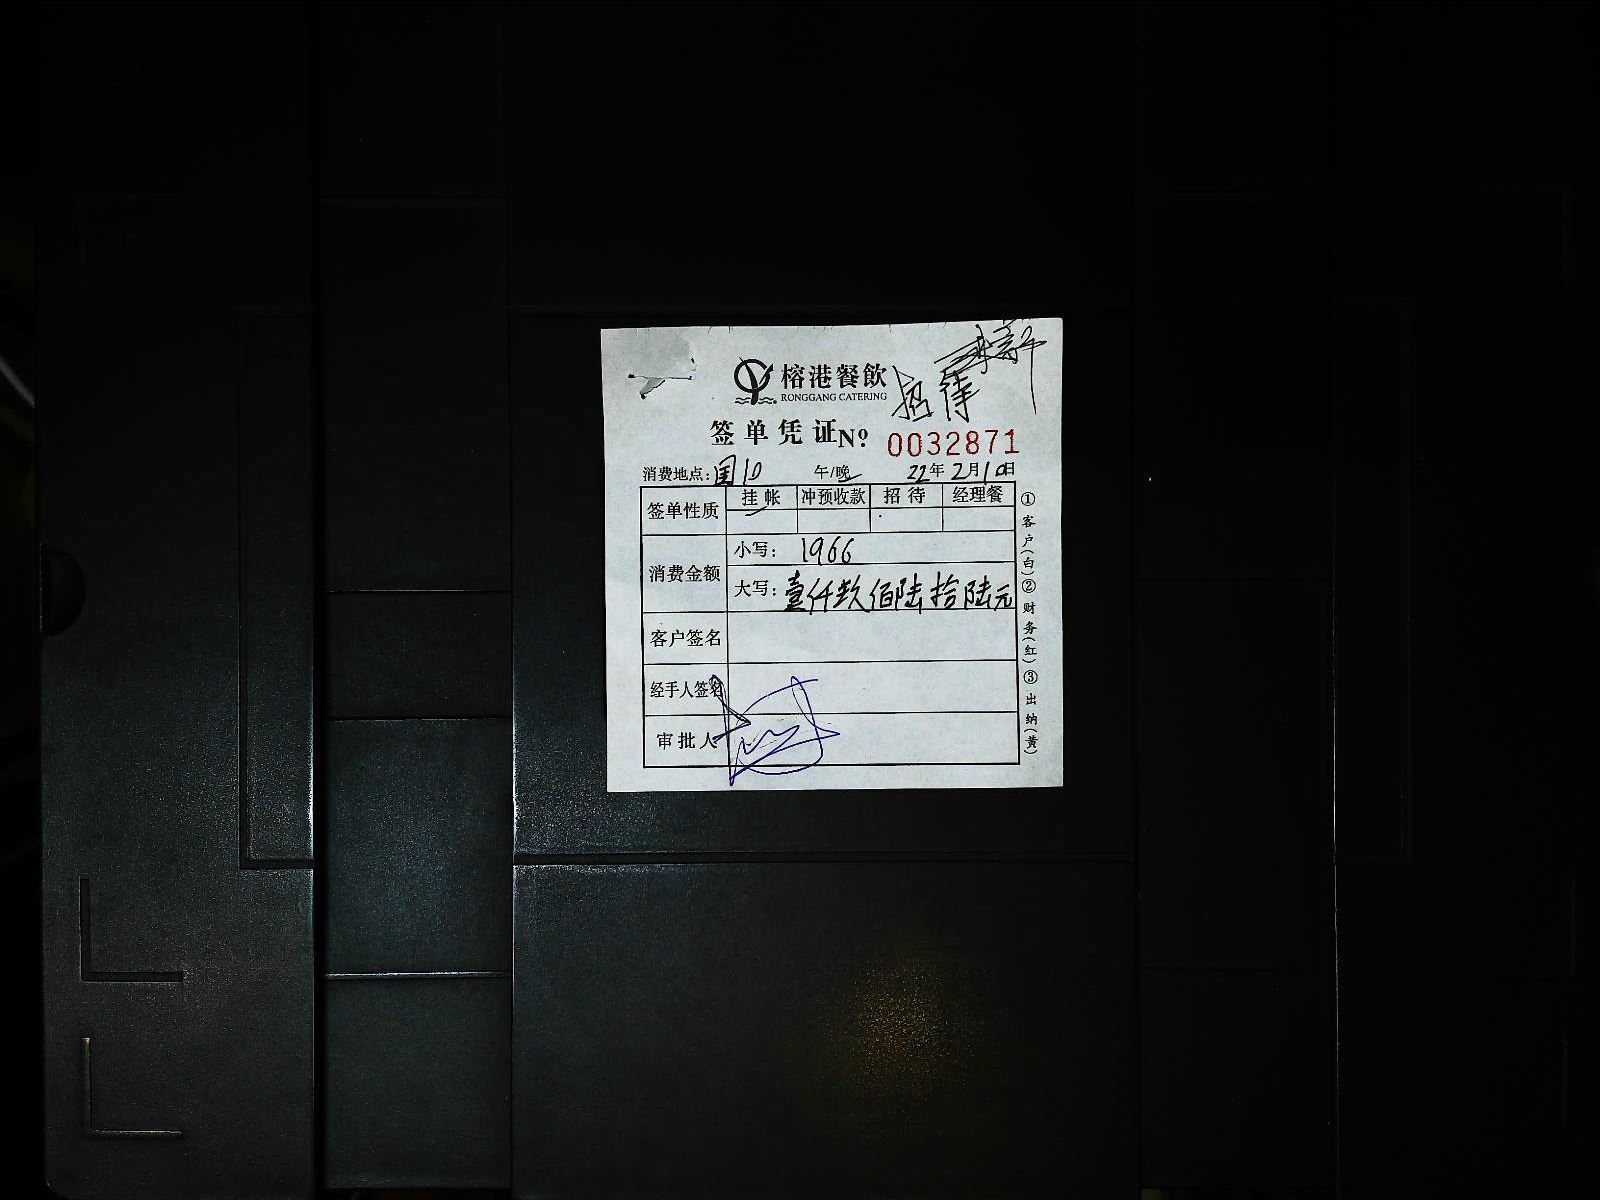 榕港餐飲
RONGGANG CATERING
招待
签单凭证 Nº 0032871
消费地点:国10 午/晚 22年2月10日
签单性质 挂帐 冲预收款 招待 经理餐
消费金额 小写: 1966
大写: 壹仟玖佰陆拾陆元
客户签名
经手人签名
审批人
①客户(白)②财务(红)③出纳(黄)